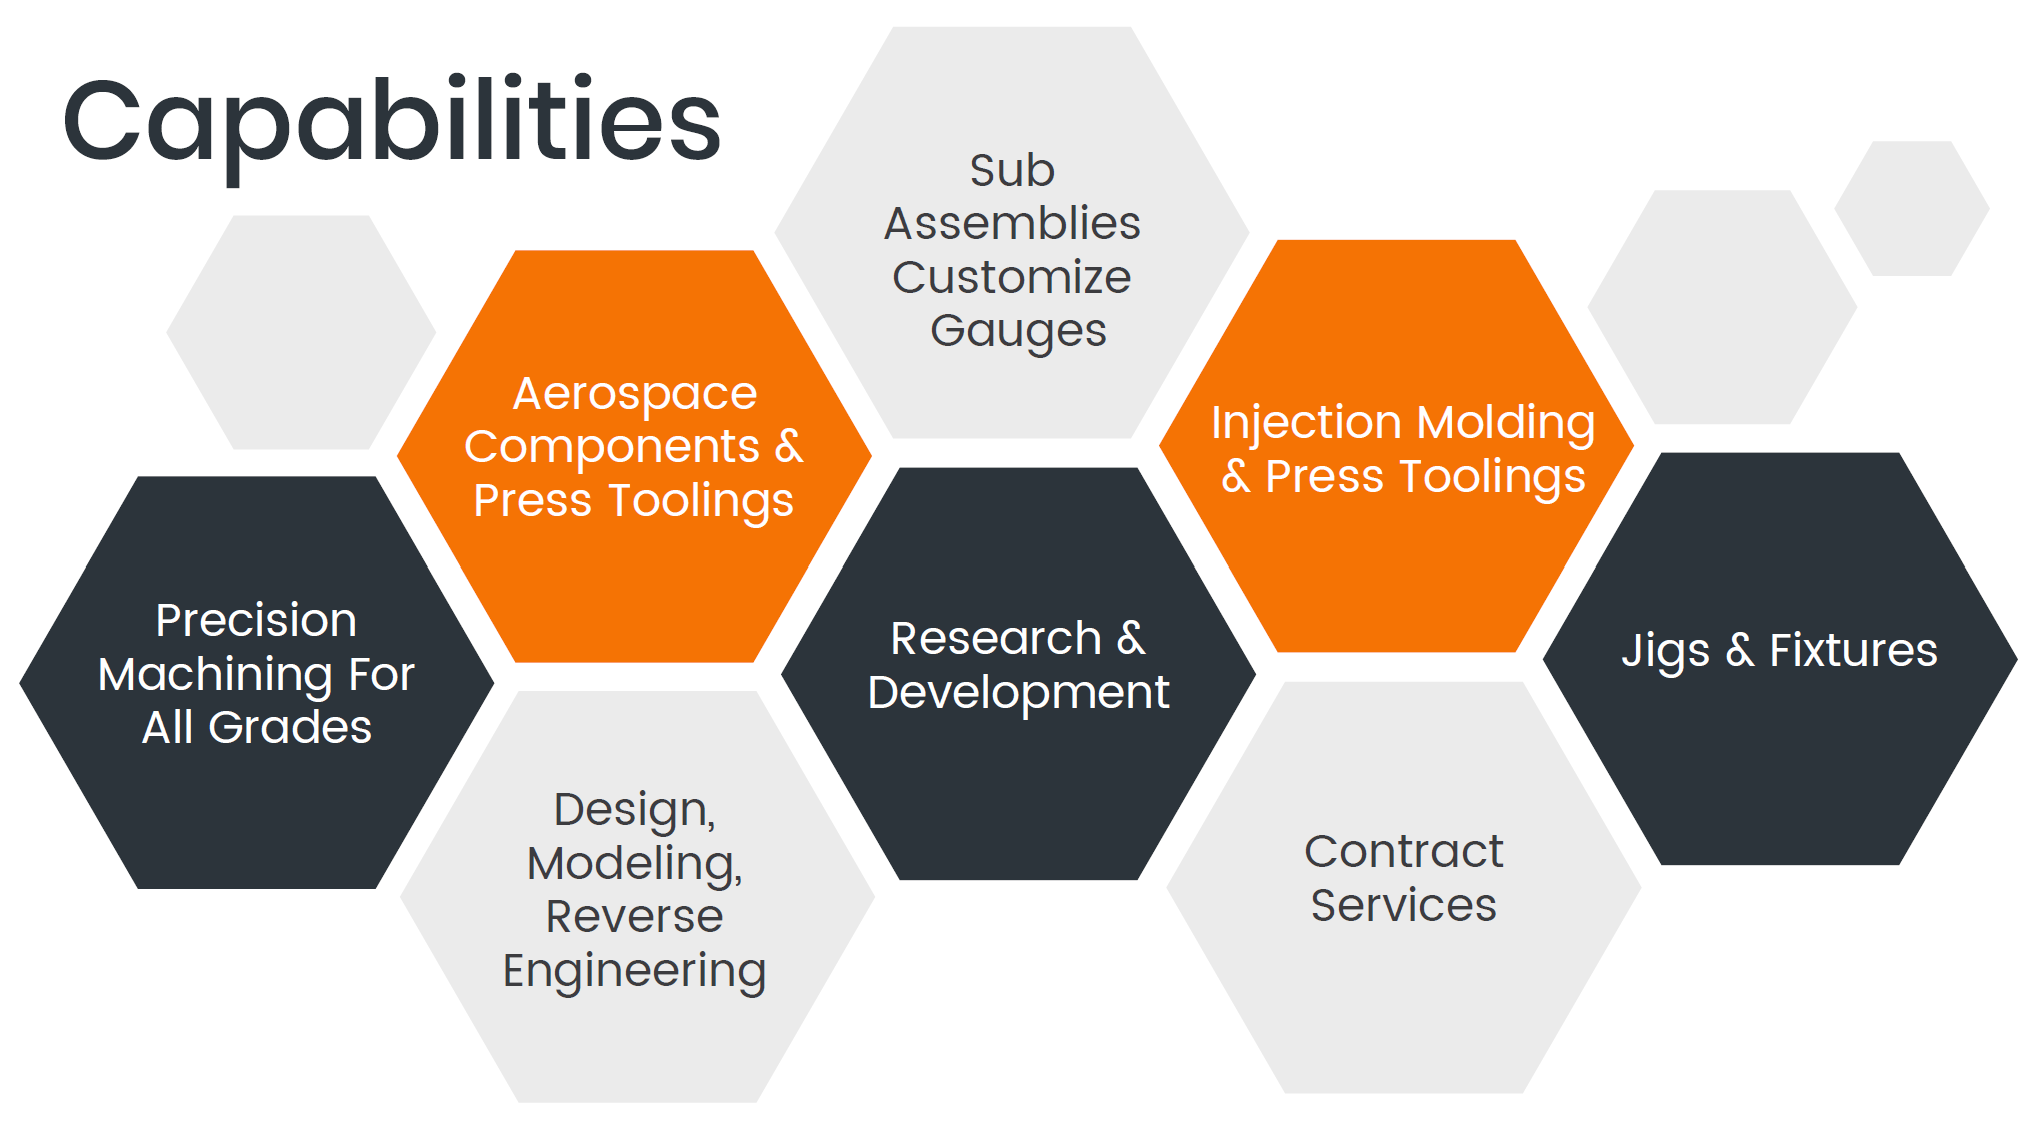 Capabilities
Sub
Assemblies
Customize
Gauges
Aerospace
Components &
Press Toolings
Injection Molding
& Press Toolings
Precision
Machining For
All Grades
Research &
Development
Jigs & Fixtures
Design,
Modeling,
Reverse
Engineering
Contract
Services